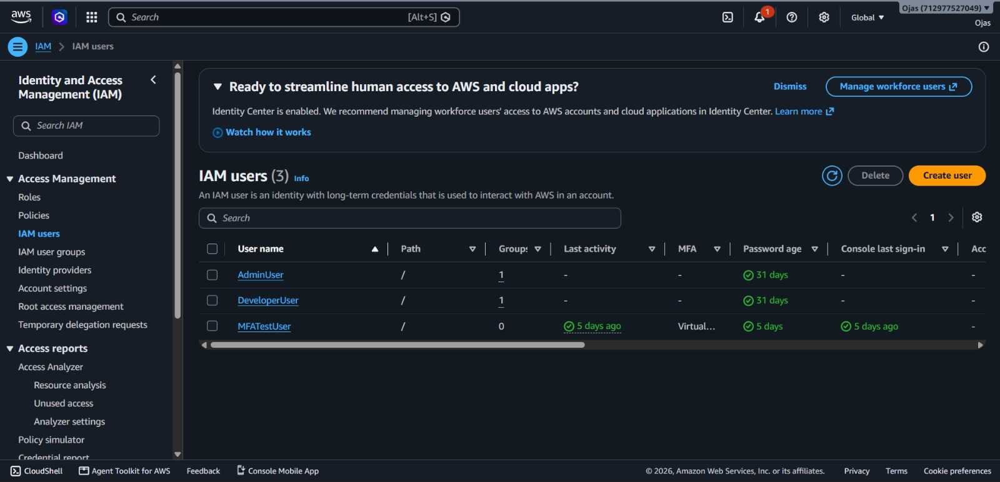 aws
Search [Alt+S]
1
Global
Ojas (712977527049)
Ojas
IAM > IAM users
Identity and Access
Management (IAM)
Search IAM
Dashboard
Access Management
Roles
Policies
IAM users
IAM user groups
Identity providers
Account settings
Root access management
Temporary delegation requests
Access reports
Access Analyzer
Resource analysis
Unused access
Analyzer settings
Policy simulator
Credential report
Ready to streamline human access to AWS and cloud apps?
Dismiss
Manage workforce users
Identity Center is enabled. We recommend managing workforce users' access to AWS accounts and cloud applications in Identity Center. Learn more
Watch how it works
IAM users (3) Info
Delete
Create user
An IAM user is an identity with long-term credentials that is used to interact with AWS in an account.
Search
1
User name Path Groups Last activity MFA Password age Console last sign-in Acc
AdminUser / 1 - - 31 days - -
DeveloperUser / 1 - - 31 days - -
MFATestUser / 0 5 days ago Virtual... 5 days 5 days ago -
CloudShell Agent Toolkit for AWS Feedback Console Mobile App © 2026, Amazon Web Services, Inc. or its affiliates. Privacy Terms Cookie preferences